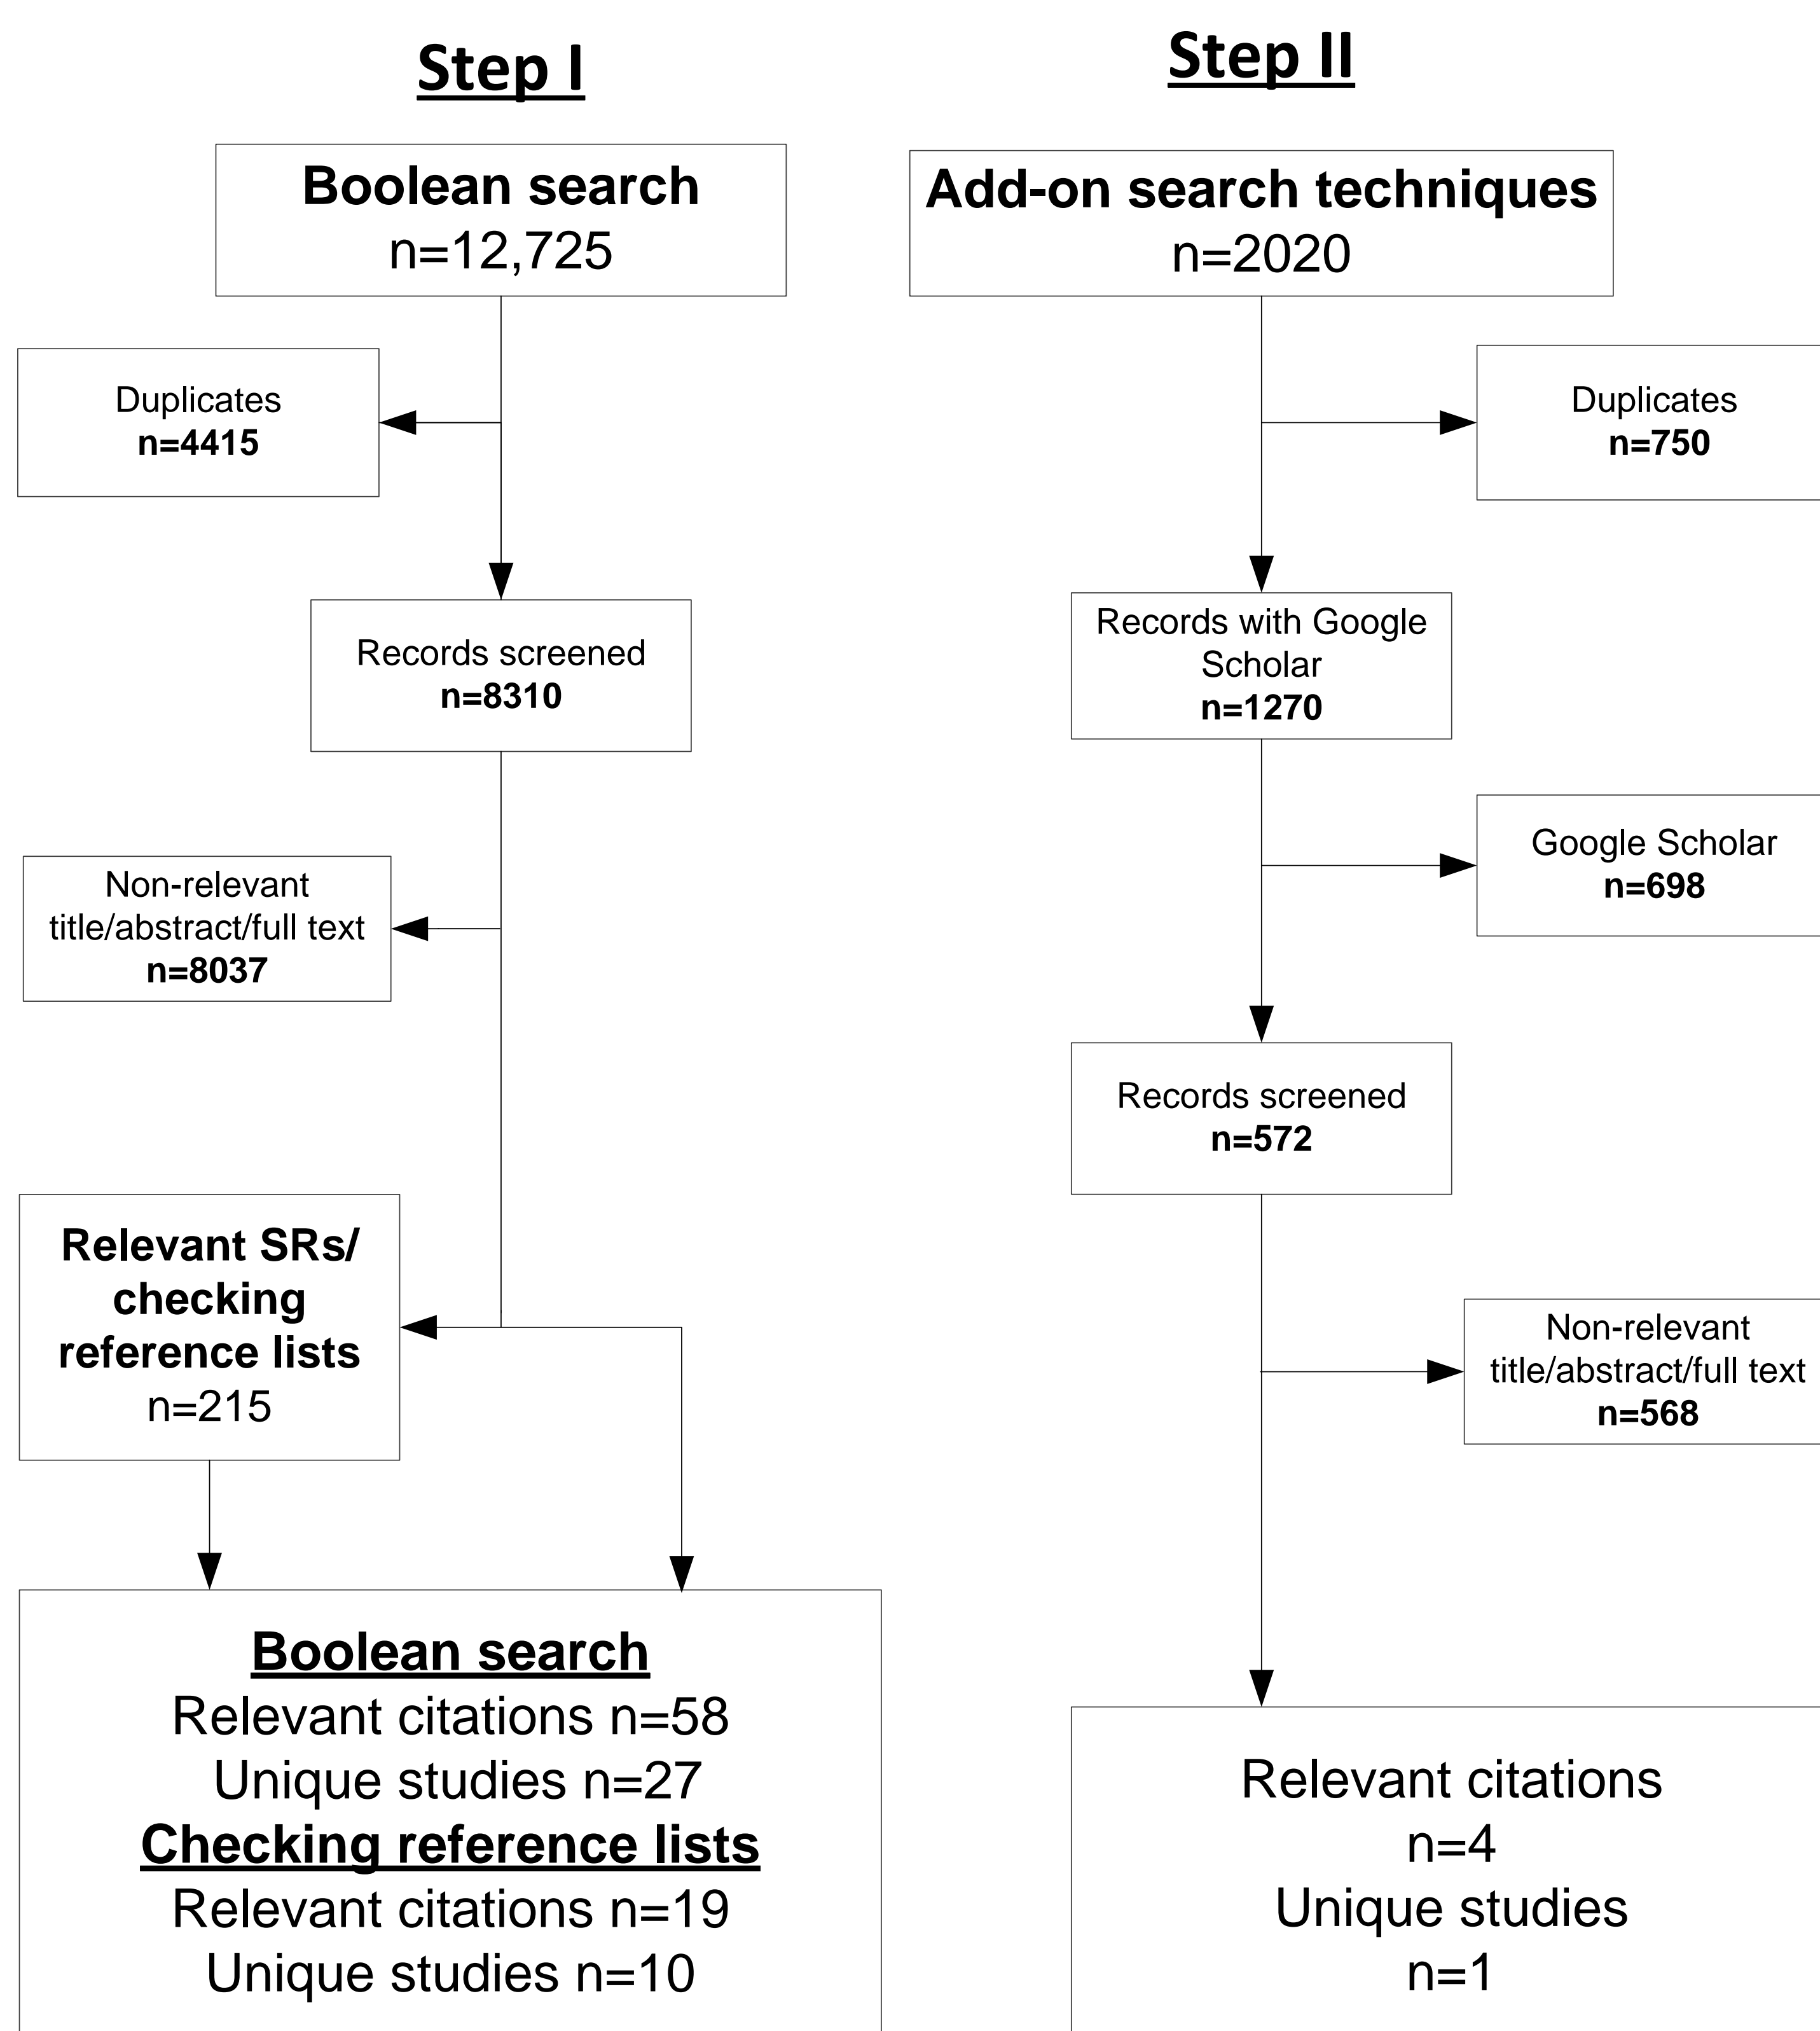 Step I
Boolean search
n=12,725
Duplicates
n=4415
Records screened
n=8310
Non-relevant
title/abstract/full text
n=8037
Relevant SRs/
checking
reference lists
n=215
Boolean search
Relevant citations n=58
Unique studies n=27
Checking reference lists
Relevant citations n=19
Unique studies n=10
Step II
Add-on search techniques
n=2020
Duplicates
n=750
Records with Google
Scholar
n=1270
Google Scholar
n=698
Records screened
n=572
Non-relevant
title/abstract/full text
n=568
Relevant citations
n=4
Unique studies
n=1